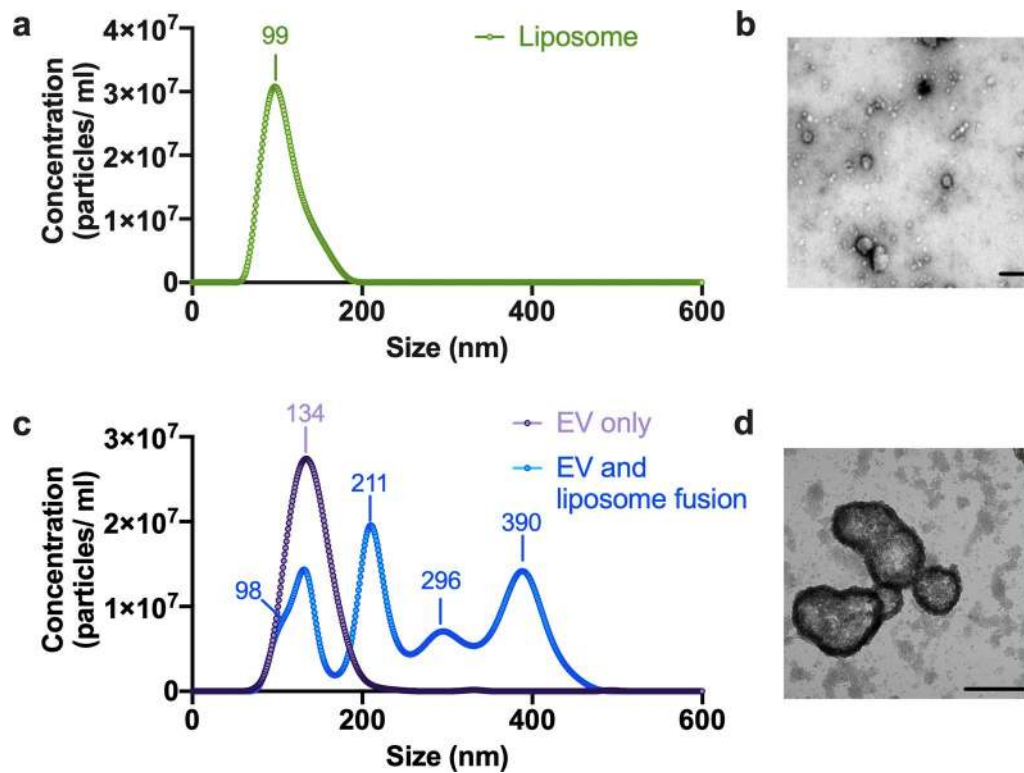 a
4×10⁷
3×10⁷
2×10⁷
1×10⁷
0
Concentration
(particles/ ml)
99
Liposome
0 200 400 600
Size (nm)
b
c
3×10⁷
2×10⁷
1×10⁷
0
Concentration
(particles/ ml)
134
EV only
EV and
liposome fusion
98
211
296
390
0 200 400 600
Size (nm)
d